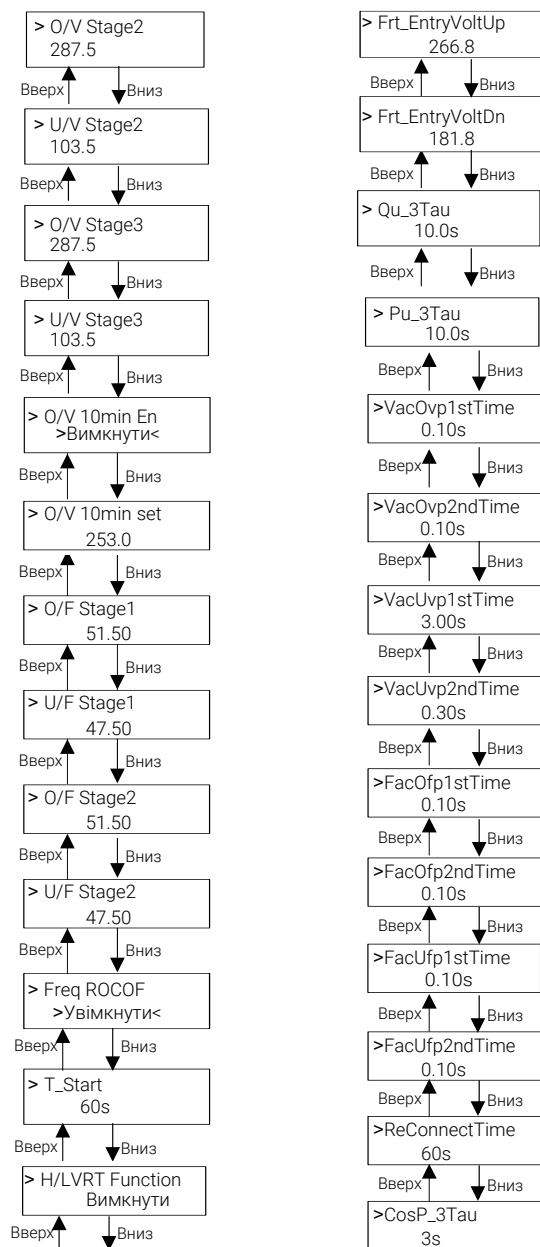 > O/V Stage2
287.5
Вверх Вниз
> U/V Stage2
103.5
Вверх Вниз
> O/V Stage3
287.5
Вверх Вниз
> U/V Stage3
103.5
Вверх Вниз
> O/V 10min En
>Вимкнути<
Вверх Вниз
> O/V 10min set
253.0
Вверх Вниз
> O/F Stage1
51.50
Вверх Вниз
> U/F Stage1
47.50
Вверх Вниз
> O/F Stage2
51.50
Вверх Вниз
> U/F Stage2
47.50
Вверх Вниз
> Freq ROCOF
>Увімкнути<
Вверх Вниз
> T_Start
60s
Вверх Вниз
> H/LVRT Function
Вимкнути
Вверх Вниз
> Frt_EntryVoltUp
266.8
Вверх Вниз
> Frt_EntryVoltDn
181.8
Вверх Вниз
> Qu_3Tau
10.0s
Вверх Вниз
> Pu_3Tau
10.0s
Вверх Вниз
>VacOvp1stTime
0.10s
Вверх Вниз
>VacOvp2ndTime
0.10s
Вверх Вниз
>VacUvp1stTime
3.00s
Вверх Вниз
>VacUvp2ndTime
0.30s
Вверх Вниз
>FacOfp1stTime
0.10s
Вверх Вниз
>FacOfp2ndTime
0.10s
Вверх Вниз
>FacUfp1stTime
0.10s
Вверх Вниз
>FacUfp2ndTime
0.10s
Вверх Вниз
>ReConnectTime
60s
Вверх Вниз
>CosP_3Tau
3s